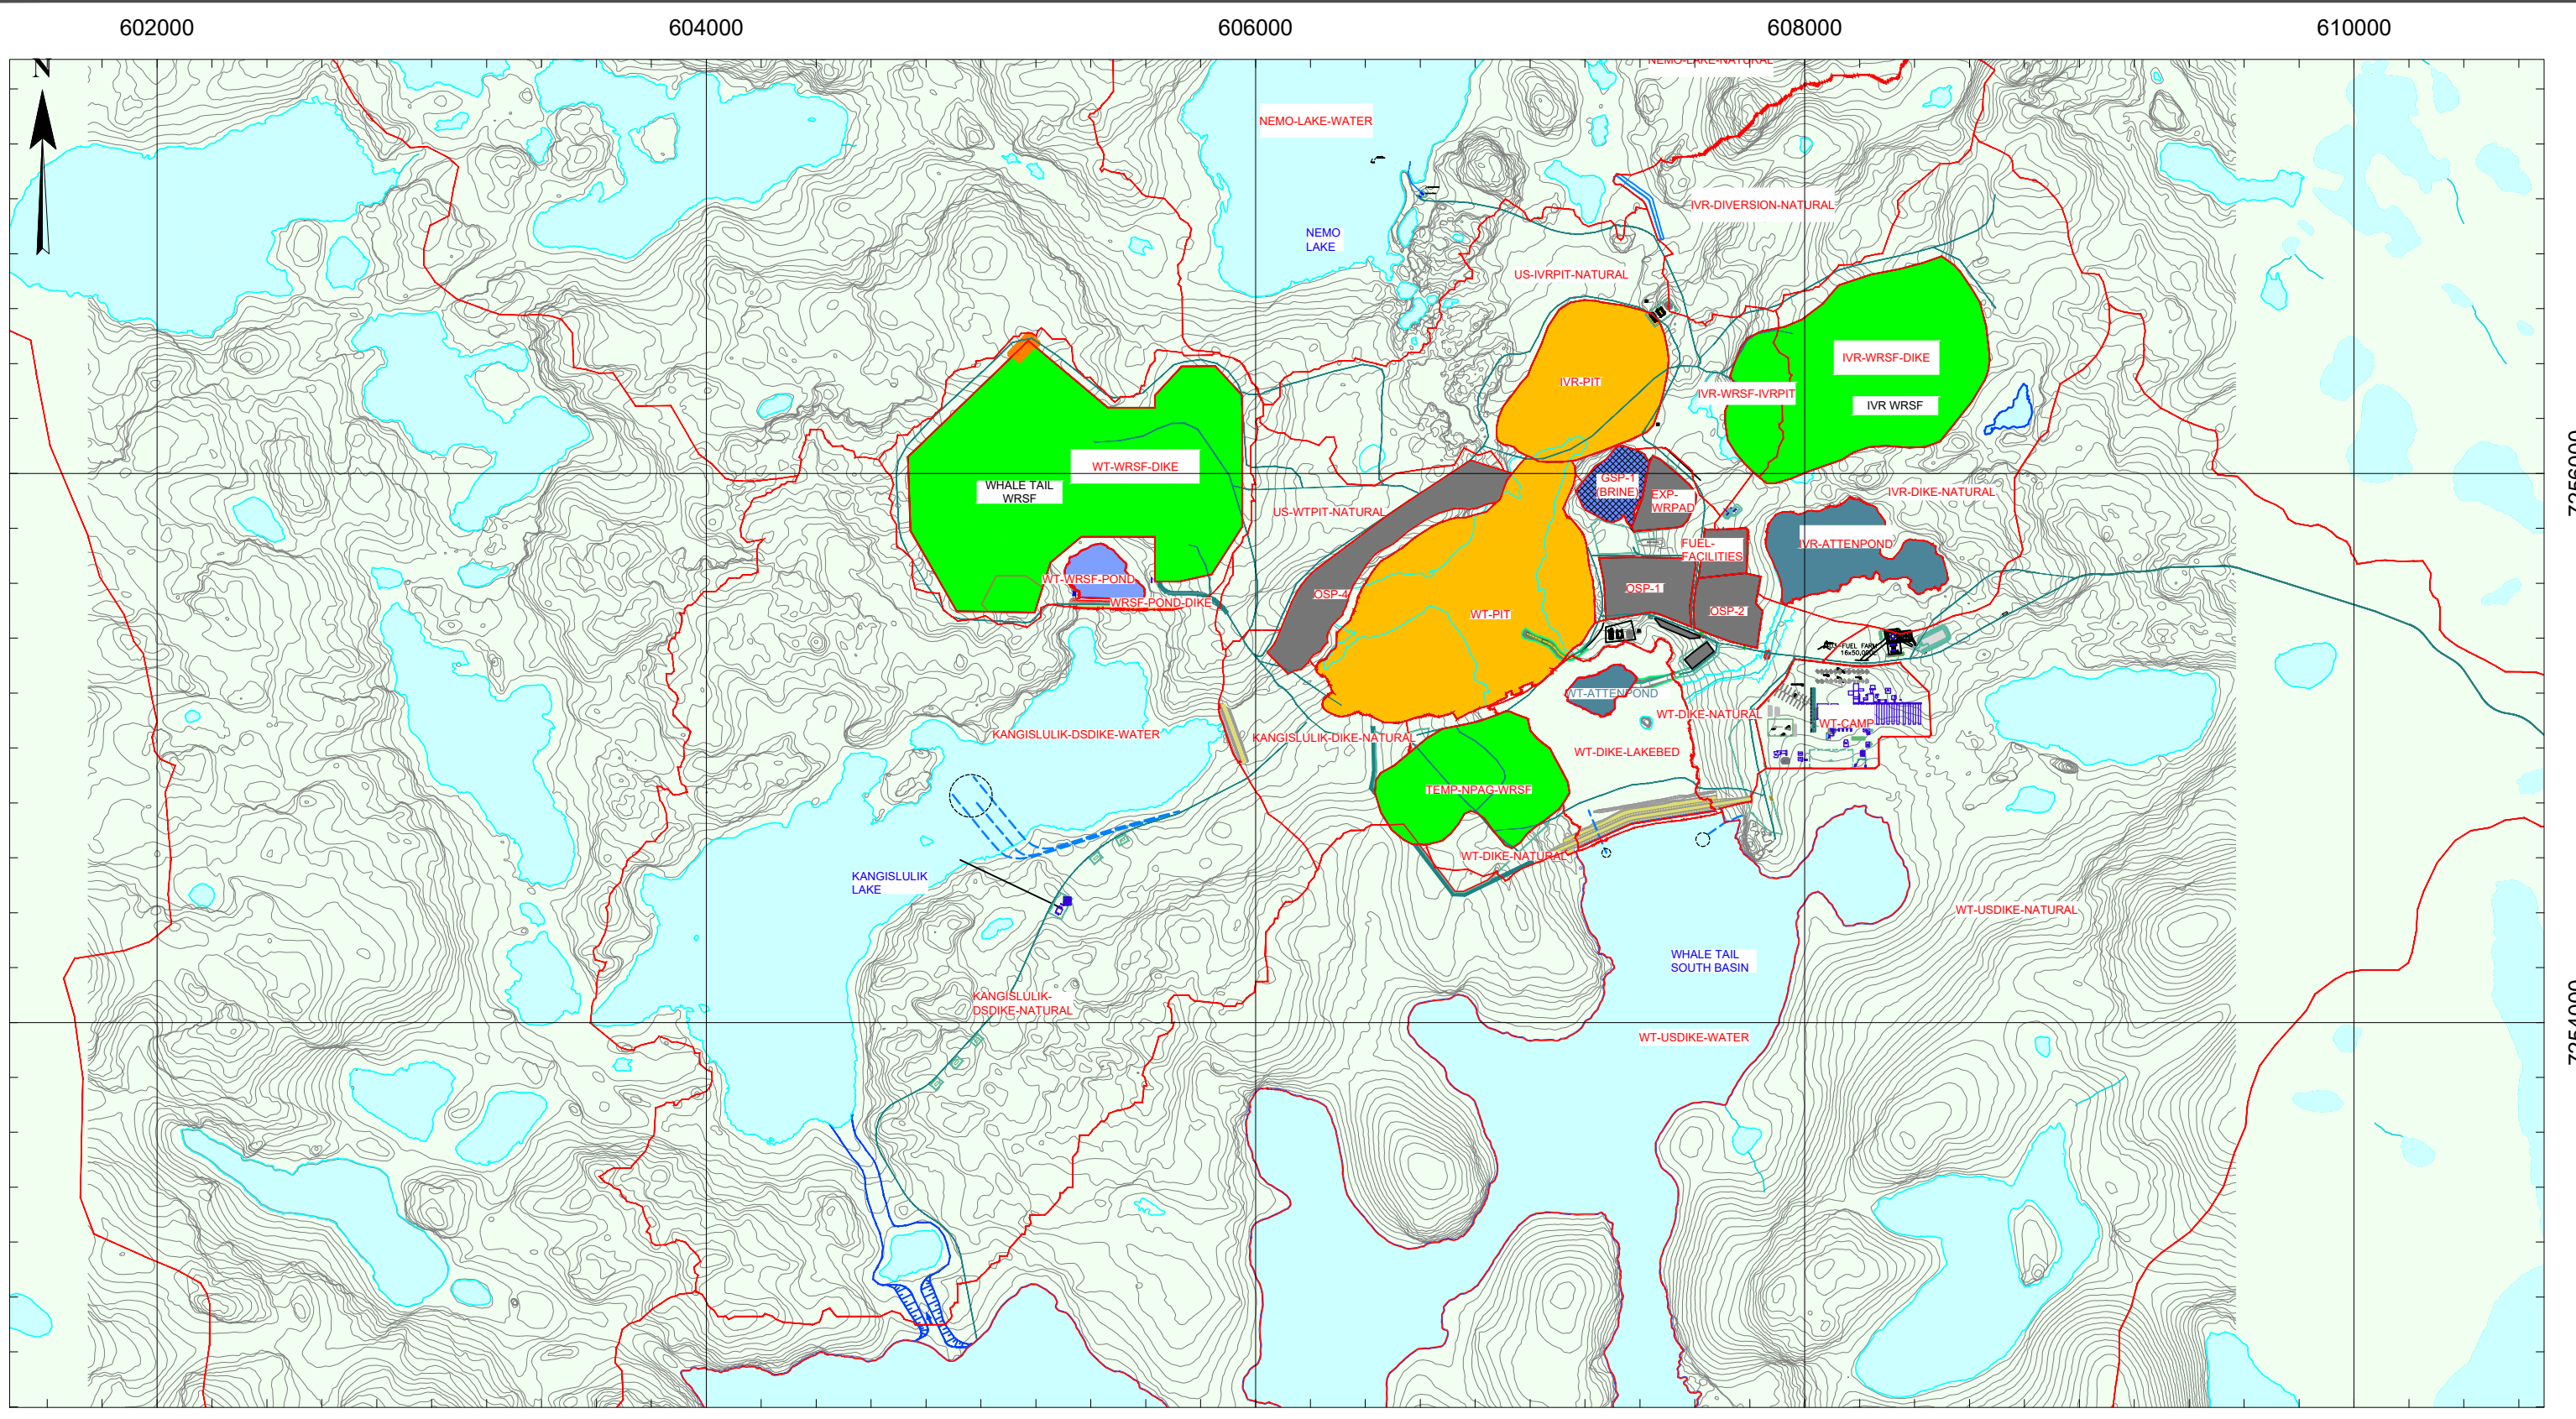 602000
604000
606000
608000
610000
N
NEMO-LAKE-NATURAL
NEMO-LAKE-WATER
IVR-DIVERSION-NATURAL
NEMO
LAKE
US-IVRPIT-NATURAL
IVR-WRSF-DIKE
IVR-PIT
IVR-WRSF-IVRPIT
IVR WRSF
WT-WRSF-DIKE
WHALE TAIL
WRSF
7256000
GSP-1
(BRINE)
EXP-
WRPAD
IVR-DIKE-NATURAL
US-WTPIT-NATURAL
FUEL-
FACILITIES
IVR-ATTENPOND
WT-WRSF-POND
WRSF-POND-DIKE
OSP-4
OSP-1
OSP-2
WT-PIT
FUEL FARM
WT-ATTENPOND
WT-DIKE-NATURAL
WT-CAMP
KANGISLULIK-DSDIKE-WATER
KANGISLULIK-DIKE-NATURAL
WT-DIKE-LAKEBED
TEMP-NPAG-WRSF
WT-DIKE-NATURAL
KANGISLULIK
LAKE
WT-USDIKE-NATURAL
WHALE TAIL
SOUTH BASIN
KANGISLULIK-
DSDIKE-NATURAL
7254000
WT-USDIKE-WATER